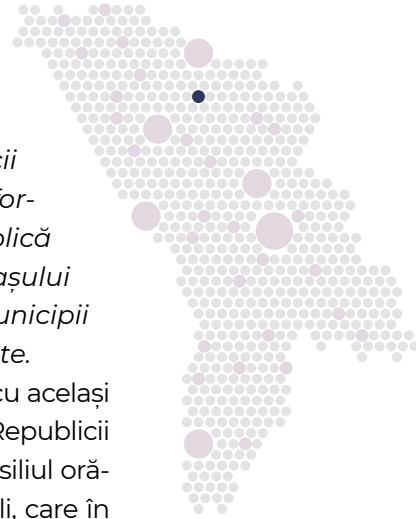 cii
for-
blică
așului
unicipii
te.
cu același
Republicii
siliul oră-
li, care în